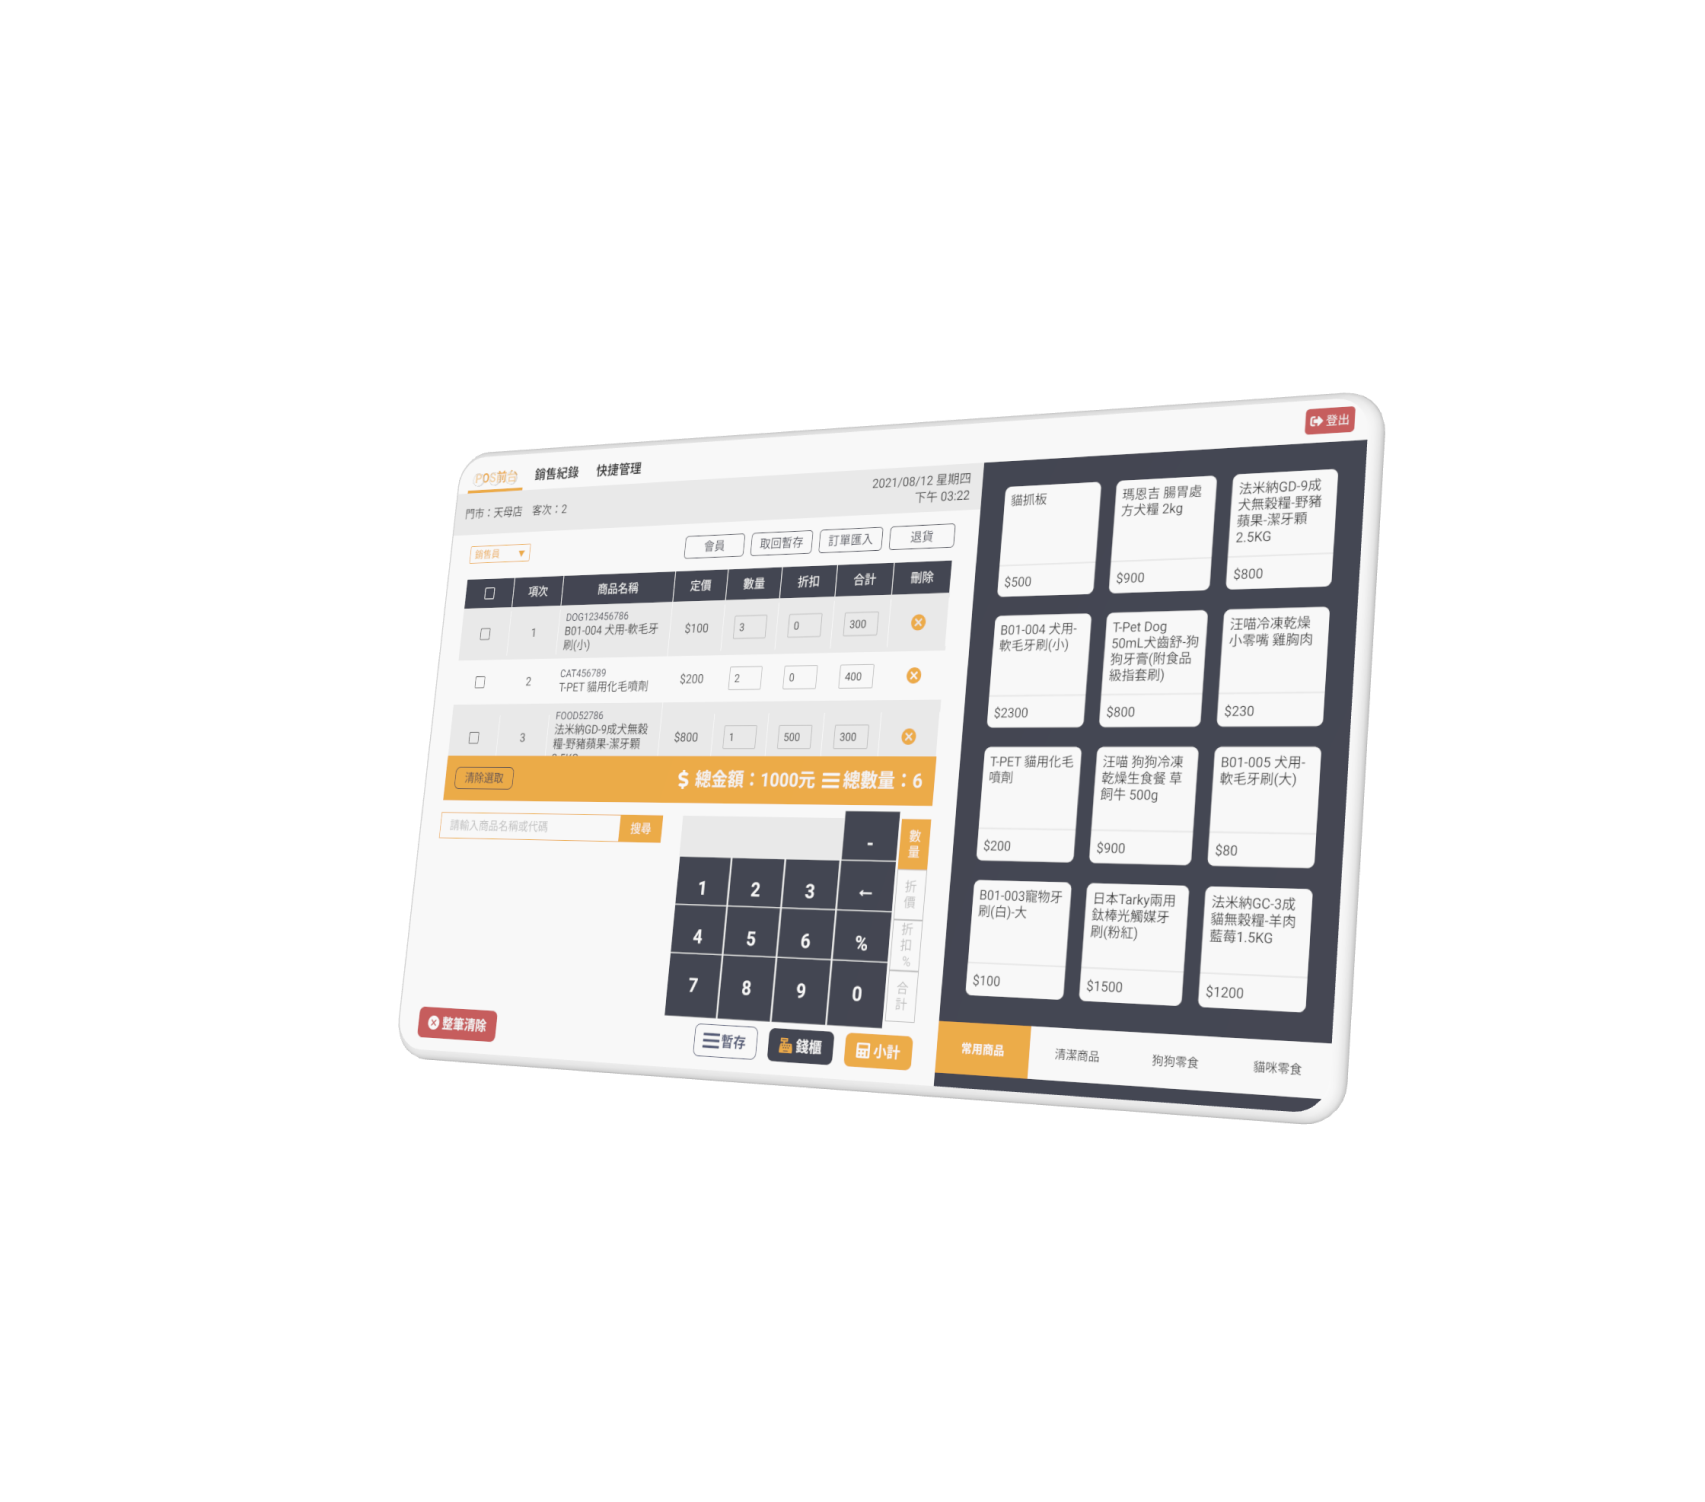 POS前台 銷售紀錄 快捷管理
登出
門市：天母店 客次：2
2021/08/12 星期四
下午 03:22
銷售員 ▼
會員 取回暫存 訂單匯入 退貨
項次 商品名稱 定價 數量 折扣 合計 刪除
DOG123456786
1 B01-004 犬用-軟毛牙 $100 3 0 300
刷(小)
CAT456789
2 T-PET 貓用化毛噴劑 $200 2 0 400
FOOD52786
3 法米納GD-9成犬無穀 $800 1 500 300
糧-野豬蘋果-潔牙顆
清除選取 $ 總金額：1000元 總數量：6
請輸入商品名稱或代碼 搜尋
-
1 2 3 ←
4 5 6 %
7 8 9 0
數量
折價
折扣%
合計
整筆清除 暫存 錢櫃 小計
貓抓板
$500
瑪恩吉 腸胃處
方犬糧 2kg
$900
法米納GD-9成
犬無穀糧-野豬
蘋果-潔牙顆
2.5KG
$800
B01-004 犬用-
軟毛牙刷(小)
$2300
T-Pet Dog
50mL犬齒舒-狗
狗牙膏(附食品
級指套刷)
$800
汪喵冷凍乾燥
小零嘴 雞胸肉
$230
T-PET 貓用化毛
噴劑
$200
汪喵 狗狗冷凍
乾燥生食餐 草
飼牛 500g
$900
B01-005 犬用-
軟毛牙刷(大)
$80
B01-003寵物牙
刷(白)-大
$100
日本Tarky兩用
鈦棒光觸媒牙
刷(粉紅)
$1500
法米納GC-3成
貓無穀糧-羊肉
藍莓1.5KG
$1200
常用商品 清潔商品 狗狗零食 貓咪零食